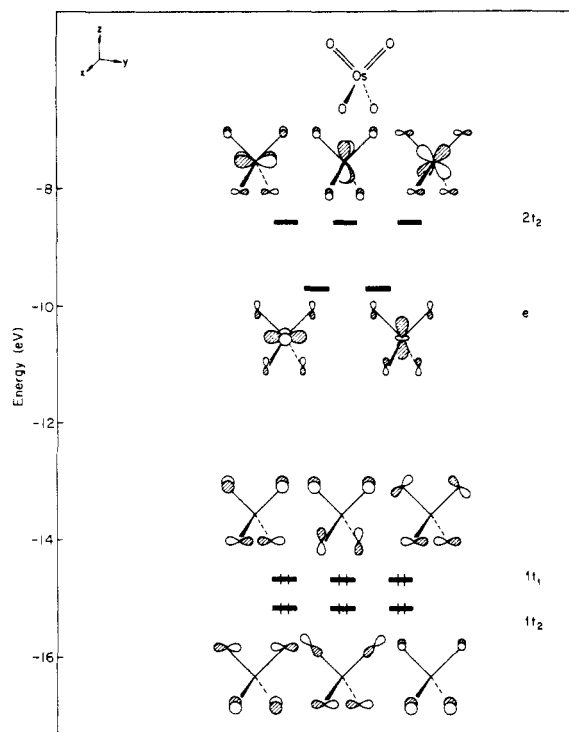 z
x
y
O O
Os
O O
Energy (eV)
-8
-10
-12
-14
-16
2t₂
e
1t₁
1t₂